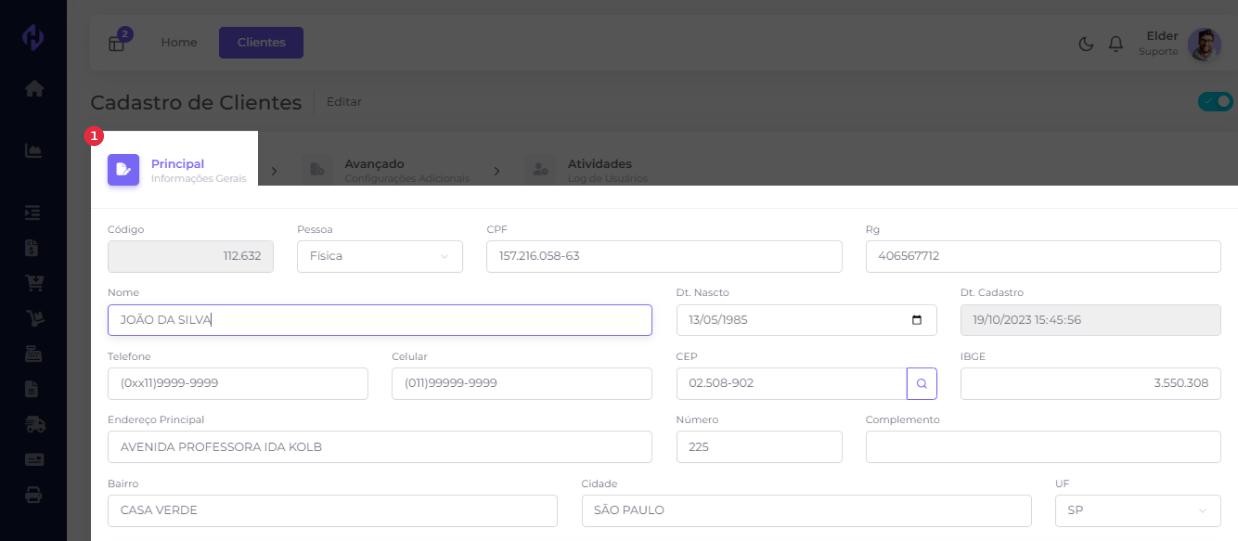 2
Home
Clientes
Elder
Suporte
Cadastro de Clientes
Editar
1
Principal
Informações Gerais
Avançado
Configurações Adicionais
Atividades
Log de Usuários
Código
Pessoa
CPF
Rg
112.632
Física
157.216.058-63
406567712
Nome
Dt. Nascto
Dt. Cadastro
JOÃO DA SILVA
13/05/1985
19/10/2023 15:45:56
Telefone
Celular
CEP
IBGE
(0xx11)9999-9999
(011)99999-9999
02.508-902
3.550.308
Endereço Principal
Número
Complemento
AVENIDA PROFESSORA IDA KOLB
225
Bairro
Cidade
UF
CASA VERDE
SÃO PAULO
SP